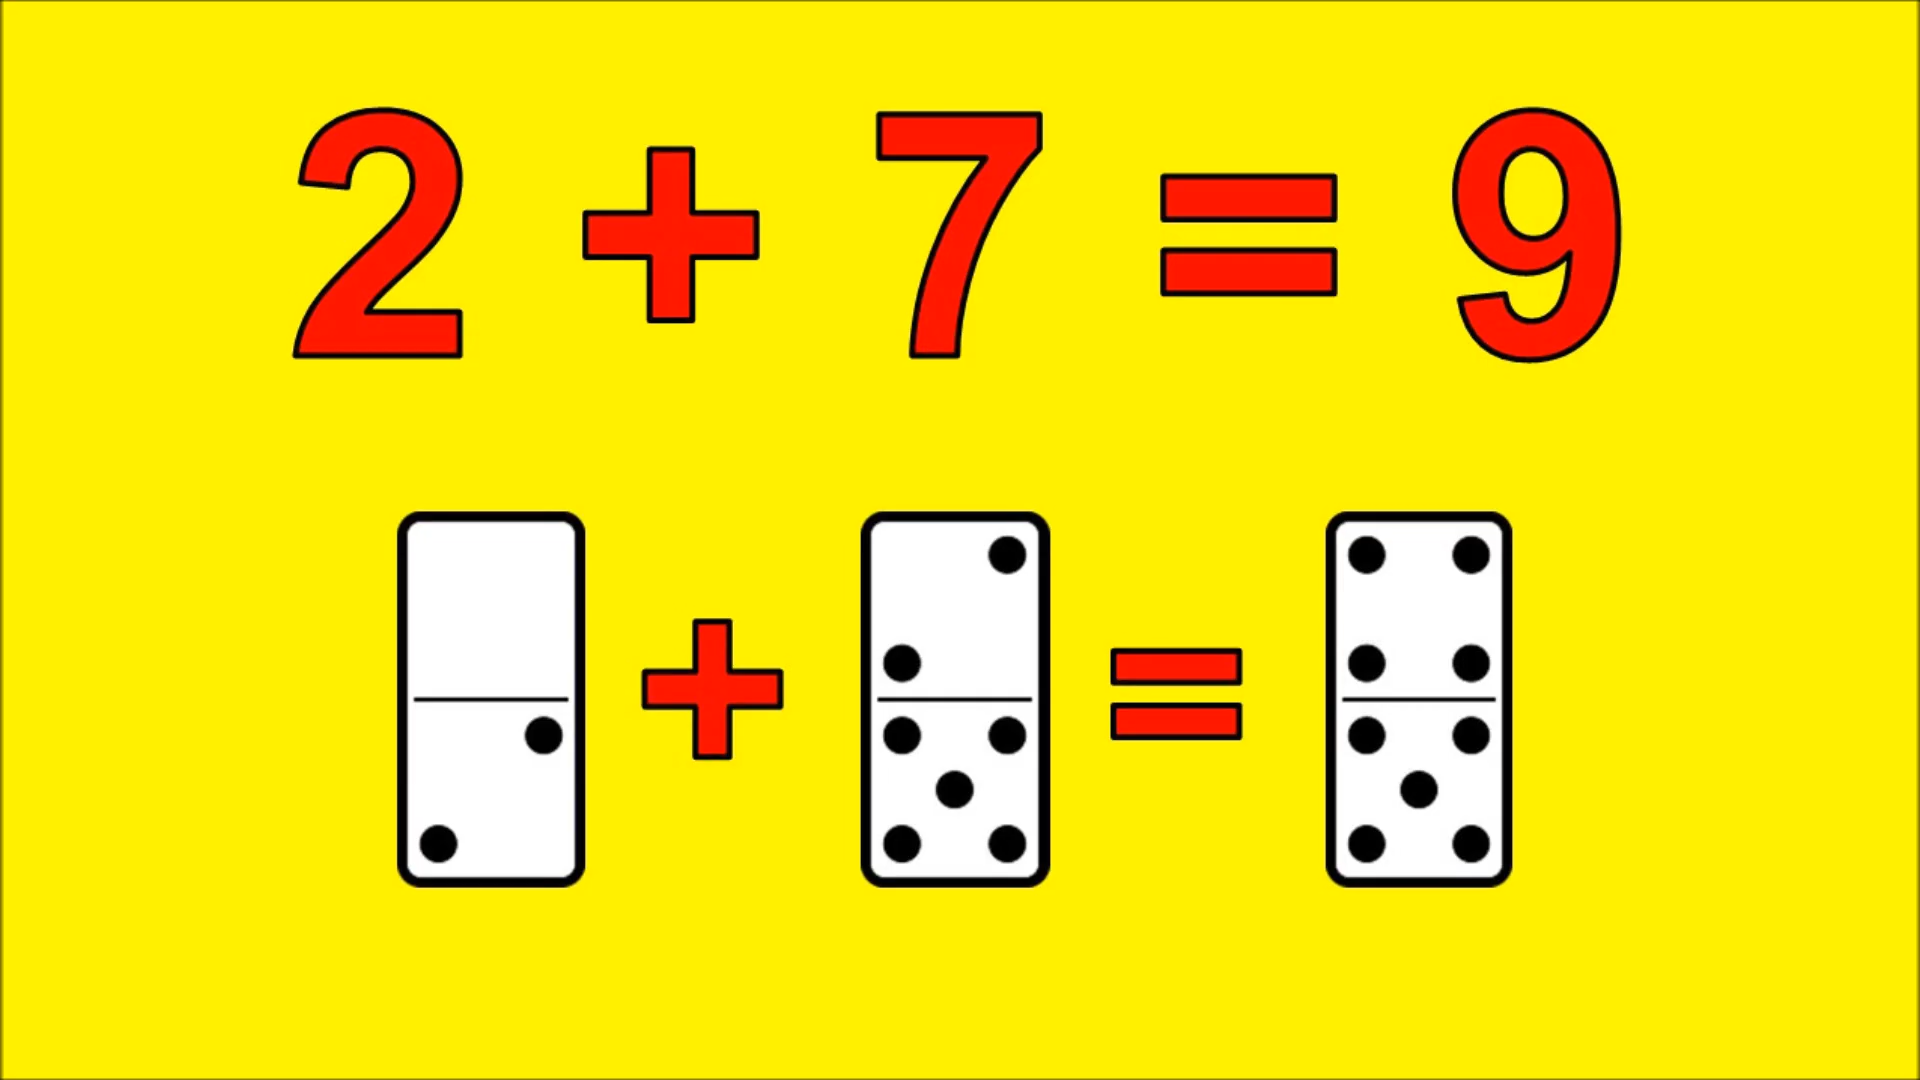 2 + 7 = 9
+ =